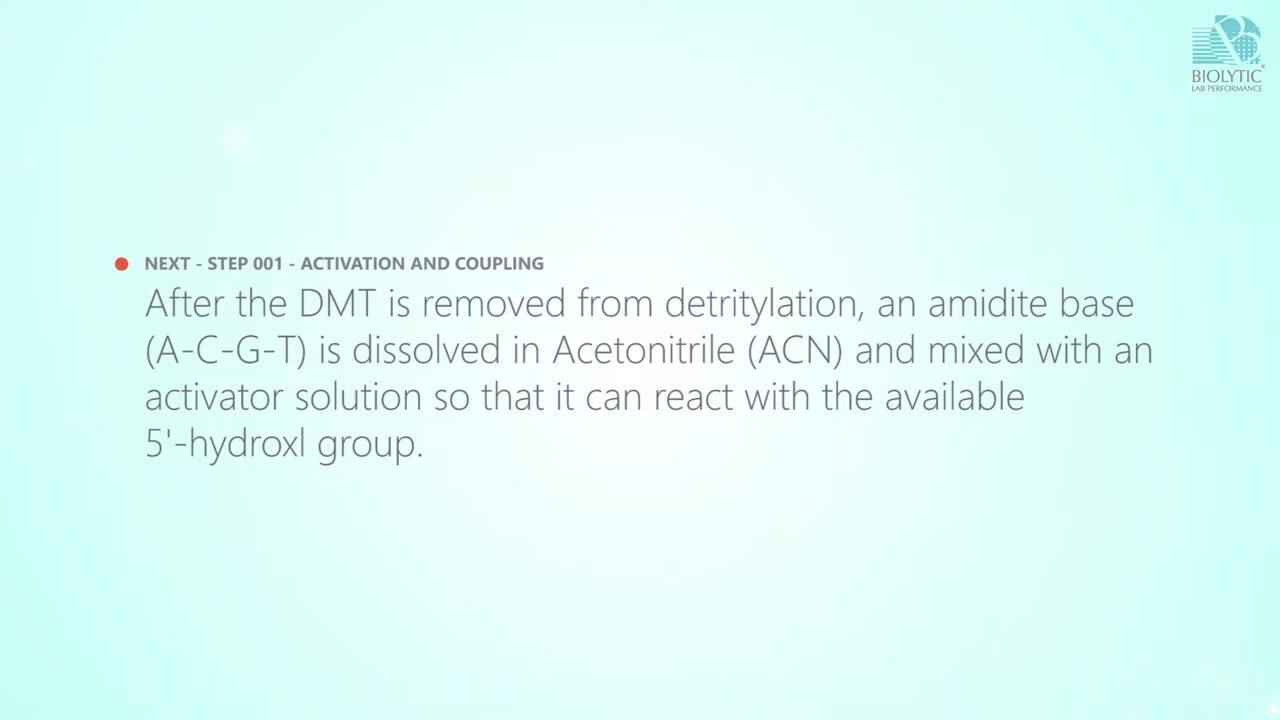 BIOLYTIC
LAB PERFORMANCE
NEXT - STEP 001 - ACTIVATION AND COUPLING
After the DMT is removed from detritylation, an amidite base
(A-C-G-T) is dissolved in Acetonitrile (ACN) and mixed with an
activator solution so that it can react with the available
5'-hydroxl group.